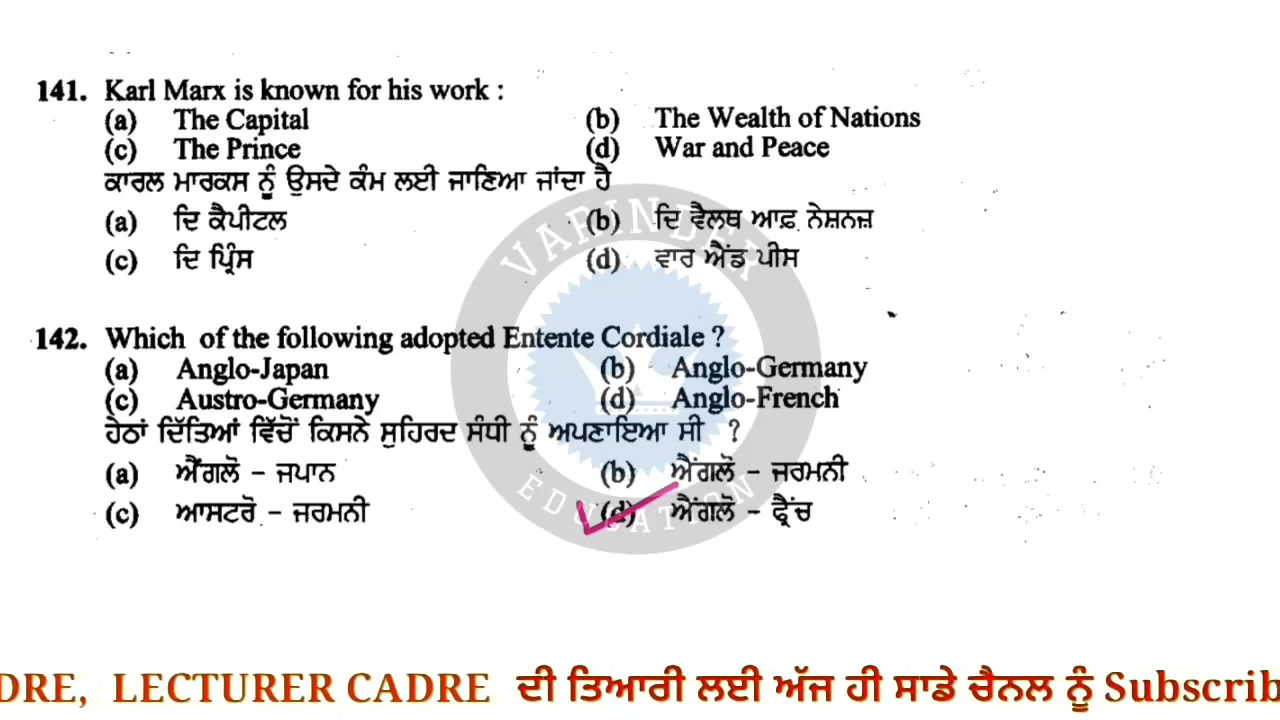 141. Karl Marx is known for his work :
(a) The Capital (b) The Wealth of Nations
(c) The Prince (d) War and Peace
ਕਾਰਲ ਮਾਰਕਸ ਨੂੰ ਉਸਦੇ ਕੰਮ ਲਈ ਜਾਣਿਆ ਜਾਂਦਾ ਹੈ
(a) ਦਿ ਕੈਪੀਟਲ (b) ਦਿ ਵੈਲਥ ਆਫ਼ ਨੇਸ਼ਨਜ਼
(c) ਦਿ ਪ੍ਰਿੰਸ (d) ਵਾਰ ਐਂਡ ਪੀਸ
VARINDER
EDUCATION
142. Which of the following adopted Entente Cordiale ?
(a) Anglo-Japan (b) Anglo-Germany
(c) Austro-Germany (d) Anglo-French
ਹੇਠਾਂ ਦਿੱਤਿਆਂ ਵਿੱਚੋਂ ਕਿਸਨੇ ਸੁਹਿਰਦ ਸੰਧੀ ਨੂੰ ਅਪਣਾਇਆ ਸੀ ?
(a) ਐਂਗਲੋ - ਜਪਾਨ (b) ਐਂਗਲੋ - ਜਰਮਨੀ
(c) ਆਸਟਰੋ - ਜਰਮਨੀ (d) ਐਂਗਲੋ - ਫ੍ਰੈਂਚ
DRE, LECTURER CADRE ਦੀ ਤਿਆਰੀ ਲਈ ਅੱਜ ਹੀ ਸਾਡੇ ਚੈਨਲ ਨੂੰ Subscrib